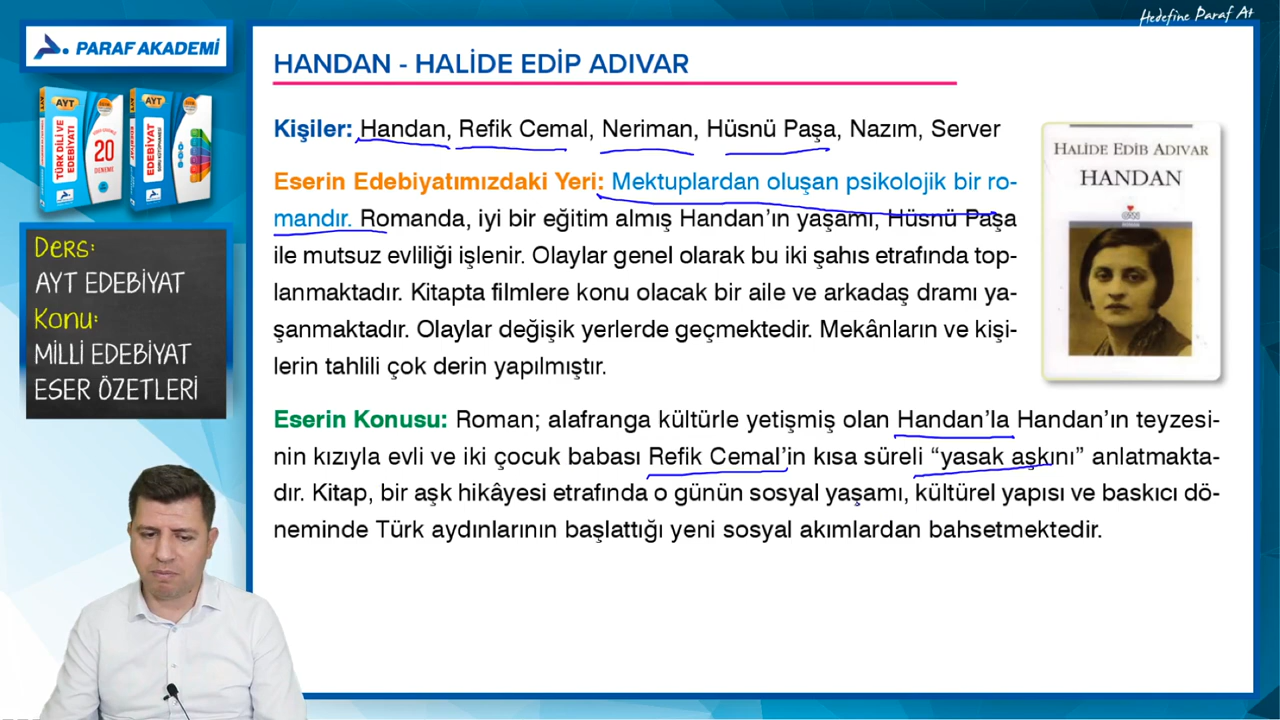 Hedefine Paraf At
PARAF AKADEMİ
HANDAN - HALİDE EDİP ADIVAR
AYT
AYT
TÜRK DİLİ VE
EDEBİYATI
20
DENEME
EDEBİYAT
Ders:
AYT EDEBİYAT
Konu:
MİLLİ EDEBİYAT
ESER ÖZETLERİ
Kişiler: Handan, Refik Cemal, Neriman, Hüsnü Paşa, Nazım, Server
Eserin Edebiyatımızdaki Yeri: Mektuplardan oluşan psikolojik bir ro-
mandır. Romanda, iyi bir eğitim almış Handan’ın yaşamı, Hüsnü Paşa
ile mutsuz evliliği işlenir. Olaylar genel olarak bu iki şahıs etrafında top-
lanmaktadır. Kitapta filmlere konu olacak bir aile ve arkadaş dramı ya-
şanmaktadır. Olaylar değişik yerlerde geçmektedir. Mekânların ve kişi-
lerin tahlili çok derin yapılmıştır.
HALİDE EDİB ADIVAR
HANDAN
Eserin Konusu: Roman; alafranga kültürle yetişmiş olan Handan’la Handan’ın teyzesi-
nin kızıyla evli ve iki çocuk babası Refik Cemal’in kısa süreli “yasak aşkını” anlatmakta-
dır. Kitap, bir aşk hikâyesi etrafında o günün sosyal yaşamı, kültürel yapısı ve baskıcı dö-
neminde Türk aydınlarının başlattığı yeni sosyal akımlardan bahsetmektedir.